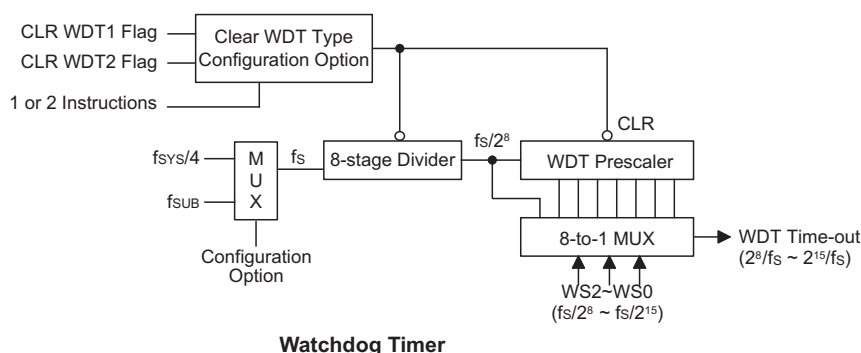 CLR WDT1 Flag
CLR WDT2 Flag
1 or 2 Instructions
Clear WDT Type
Configuration Option
CLR
fSYS/4
fSUB
M
U
X
Configuration
Option
fS
8-stage Divider
fS/2⁸
WDT Prescaler
8-to-1 MUX
WDT Time-out
(2⁸/fS ~ 2¹⁵/fS)
WS2~WS0
(fS/2⁸ ~ fS/2¹⁵)
Watchdog Timer